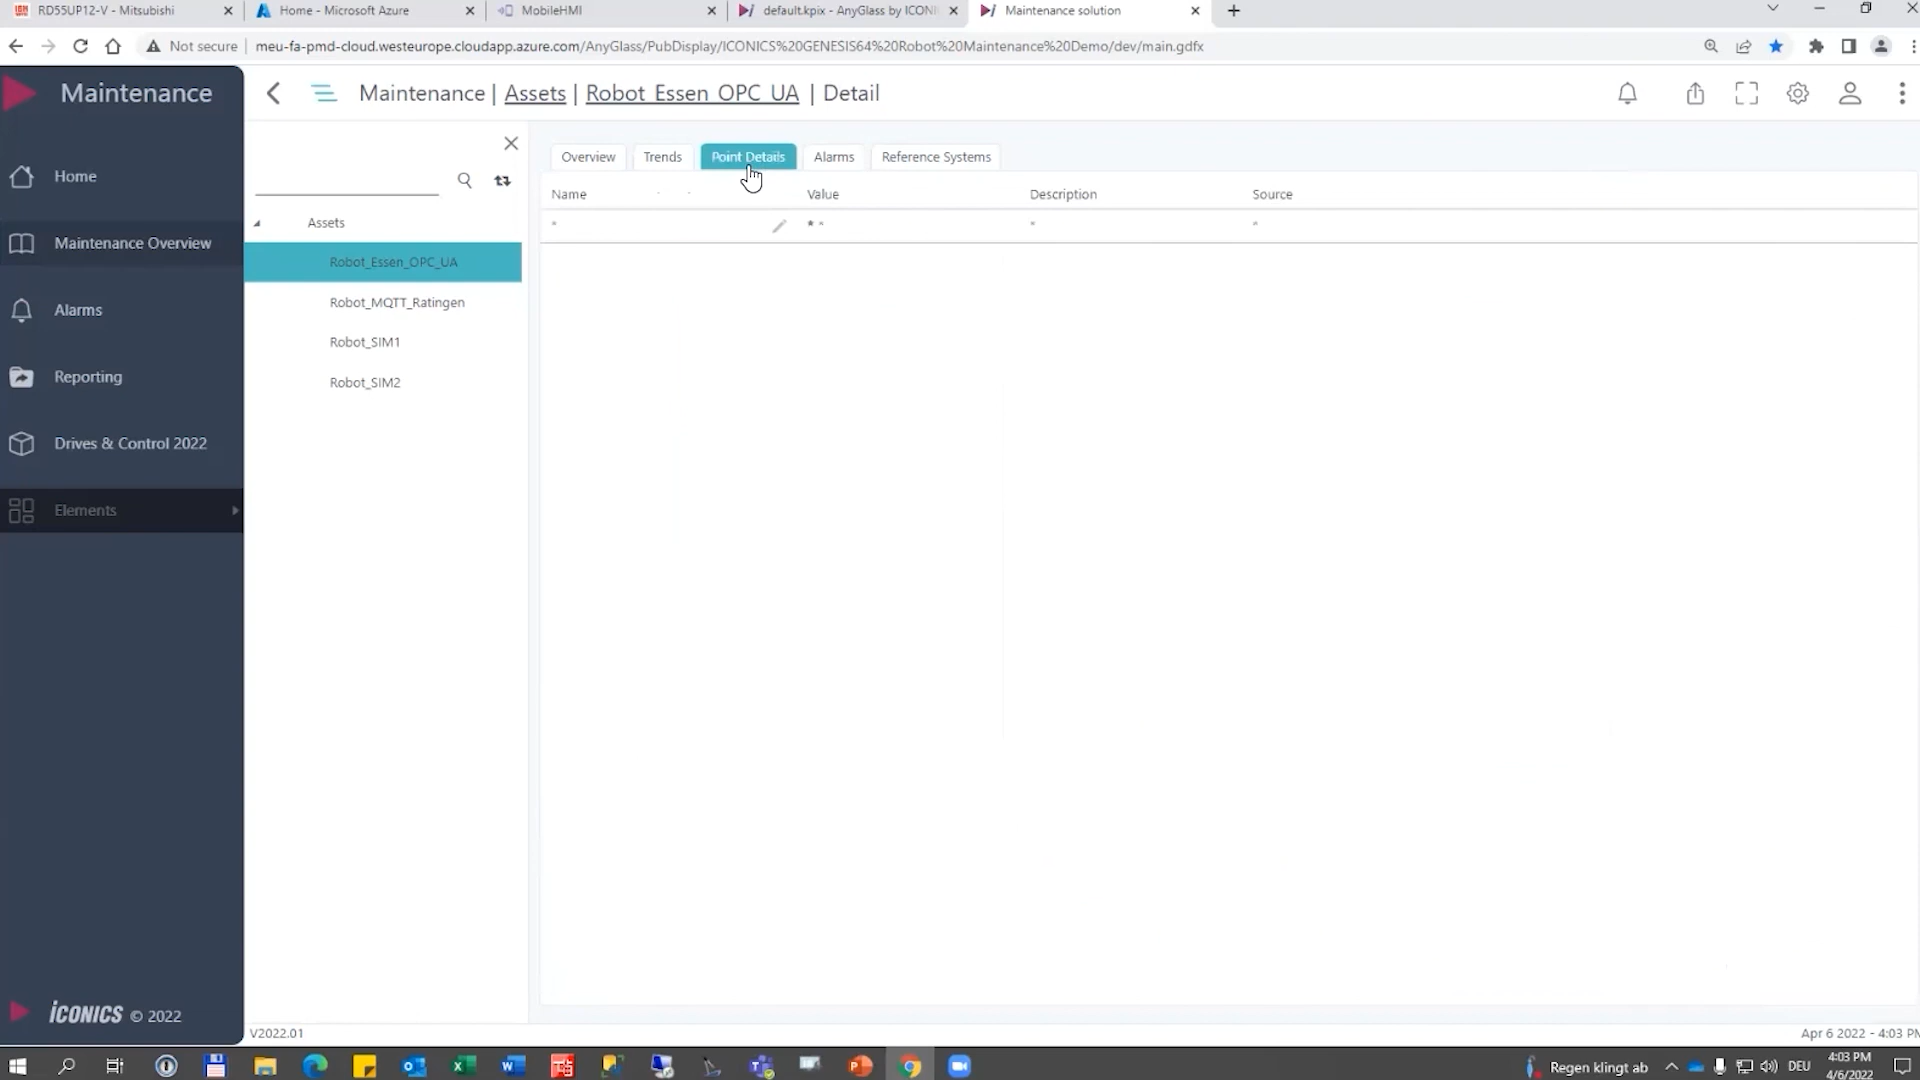 RD55UP12-V - Mitsubishi
Home - Microsoft Azure
MobileHMI
default.kpix - AnyGlass by ICONI
Maintenance solution
Not secure
meu-fa-pmd-cloud.westeurope.cloudapp.azure.com/AnyGlass/PubDisplay/ICONICS%20GENESIS64%20Robot%20Maintenance%20Demo/dev/main.gdfx
Maintenance
Maintenance | Assets | Robot_Essen_OPC_UA | Detail
Overview
Trends
Point Details
Alarms
Reference Systems
Home
Name
Value
Description
Source
Assets
* *
Maintenance Overview
Robot_Essen_OPC_UA
Robot_MQTT_Ratingen
Alarms
Robot_SIM1
Reporting
Robot_SIM2
Drives & Control 2022
Elements
ICONICS © 2022
V2022.01
Apr 6 2022 - 4:03 PM
Regen klingt ab
DEU
4:03 PM
4/6/2022